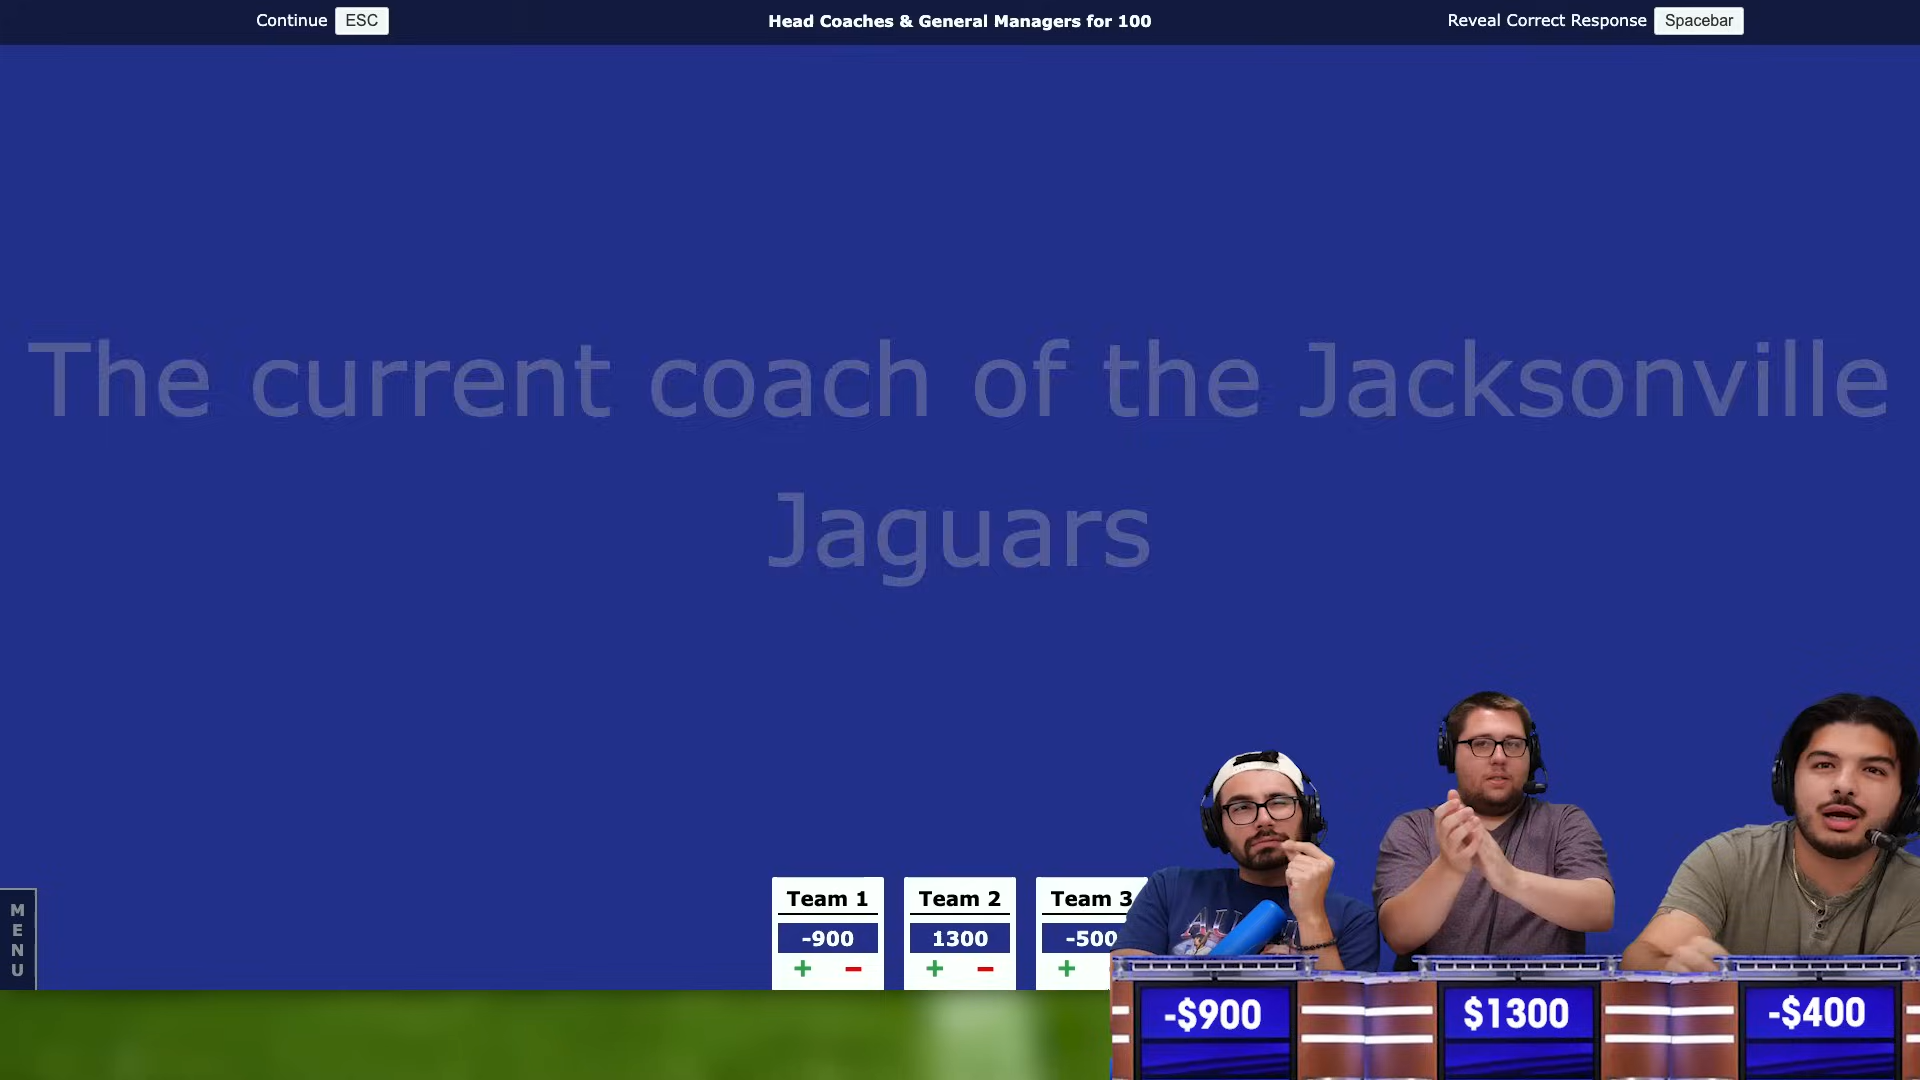 Continue ESC
Head Coaches & General Managers for 100
Reveal Correct Response Spacebar
The current coach of the Jacksonville
Jaguars
MENU
Team 1 Team 2 Team 3
-900 1300 -500
+ - + - +
-$900 $1300 -$400